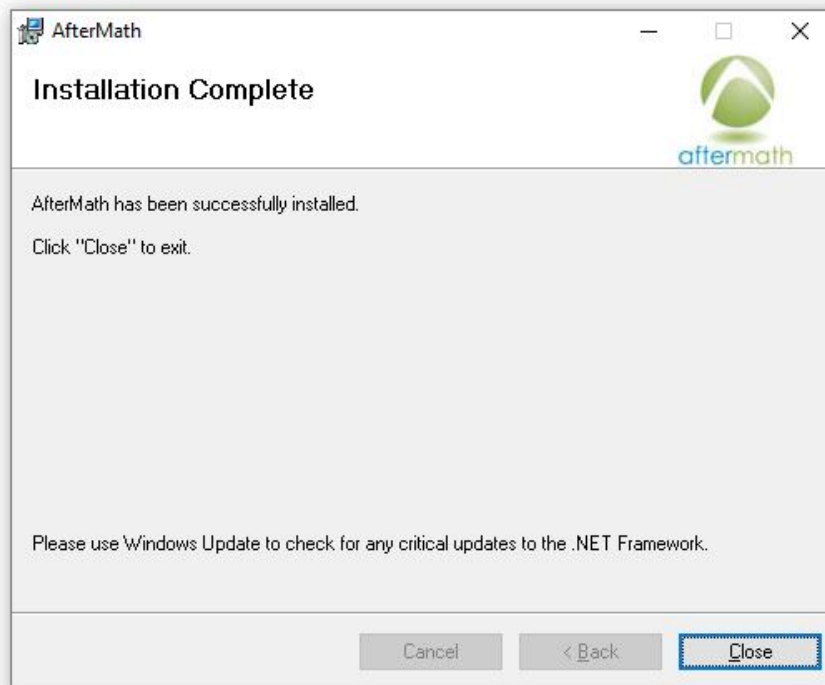 AfterMath
Installation Complete
aftermath
AfterMath has been successfully installed.
Click "Close" to exit.
Please use Windows Update to check for any critical updates to the .NET Framework.
Cancel
< Back
Close